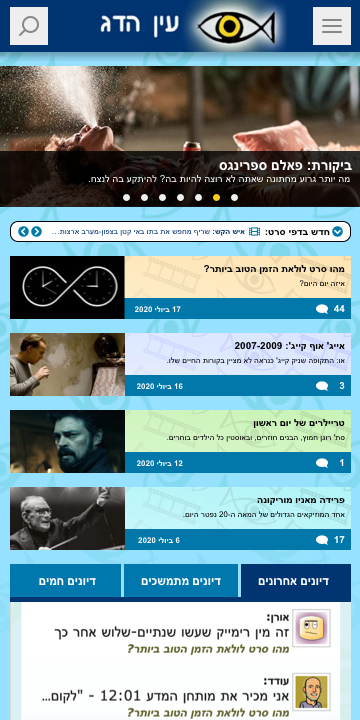 עין הדג
ביקורת: פאלם ספרינגס
מה יותר גרוע מחתונה שאתה לא רוצה להיות בה? להיתקע בה לנצח.
חדש בדפי סרט: איש הקש: שריף מחפש את בתו באי קטן בצפון-מערב ארצות...
מהו סרט לולאת הזמן הטוב ביותר?
איזה יום היום?
44
17 ביולי 2020
אייג' אוף קייג': 2007-2009
או: התקופה שניק קייג' כנראה לא מציין בקורות החיים שלו.
3
16 ביולי 2020
טריילרים של יום ראשון
סת' רוגן חמוץ, הבנים חוזרים, ובאוסטין כל הילדים בוחרים.
1
12 ביולי 2020
פרידה מאניו מוריקונה
אחד המוזיקאים הגדולים של המאה ה-20 נפטר היום.
17
6 ביולי 2020
דיונים אחרונים
דיונים מתמשכים
דיונים חמים
אורן:
זה מין רימייק שעשו שנתיים-שלוש אחר כך
מהו סרט לולאת הזמן הטוב ביותר?
עודד:
אני מכיר את מותחן המדע 12:01 - "לקום...
מהו סרט לולאת הזמן הטוב ביותר?